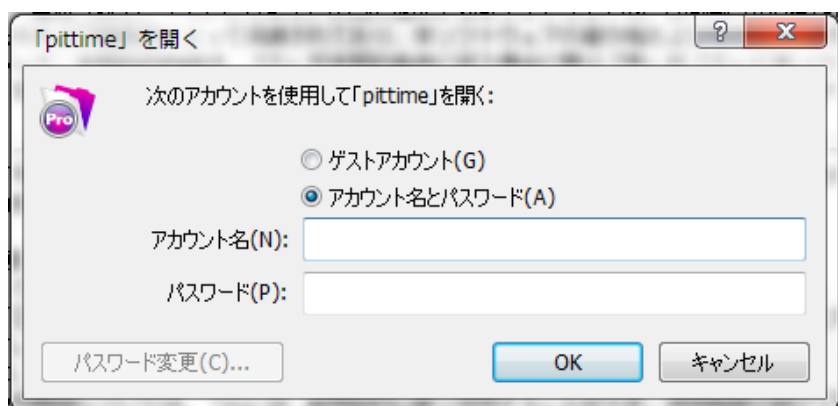 「pittime」を開く
?
X
Pro
次のアカウントを使用して「pittime」を開く:
ゲストアカウント(G)
アカウント名とパスワード(A)
アカウント名(N):
パスワード(P):
パスワード変更(C)...
OK
キャンセル